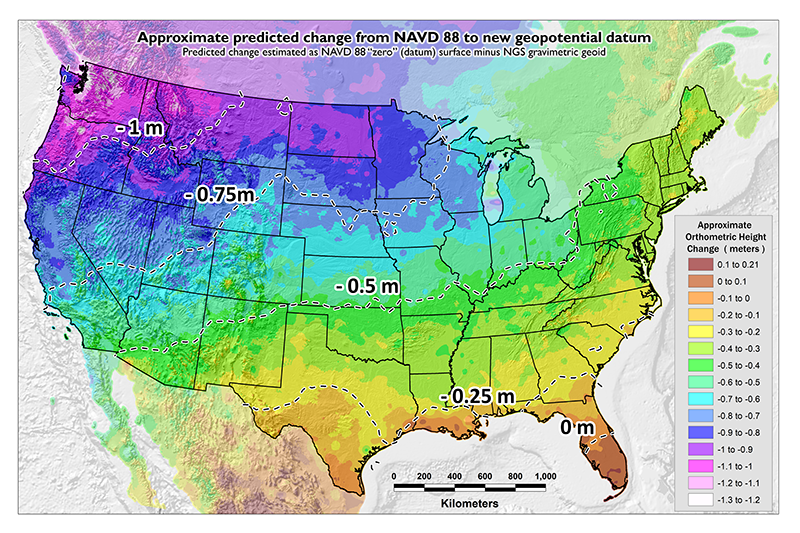 Approximate predicted change from NAVD 88 to new geopotential datum
Predicted change estimated as NAVD 88 "zero" (datum) surface minus NGS gravimetric geoid
- 1 m
- 0.75m
- 0.5 m
- 0.25 m
0 m
Approximate
Orthometric Height
Change ( meters )
0.1 to 0.21
0 to 0.1
-0.1 to 0
-0.2 to -0.1
-0.3 to -0.2
-0.4 to -0.3
-0.5 to -0.4
-0.6 to -0.5
-0.7 to -0.6
-0.8 to -0.7
-0.9 to -0.8
-1 to -0.9
-1.1 to -1
-1.2 to -1.1
-1.3 to -1.2
0 200 400 600 800 1,000
Kilometers